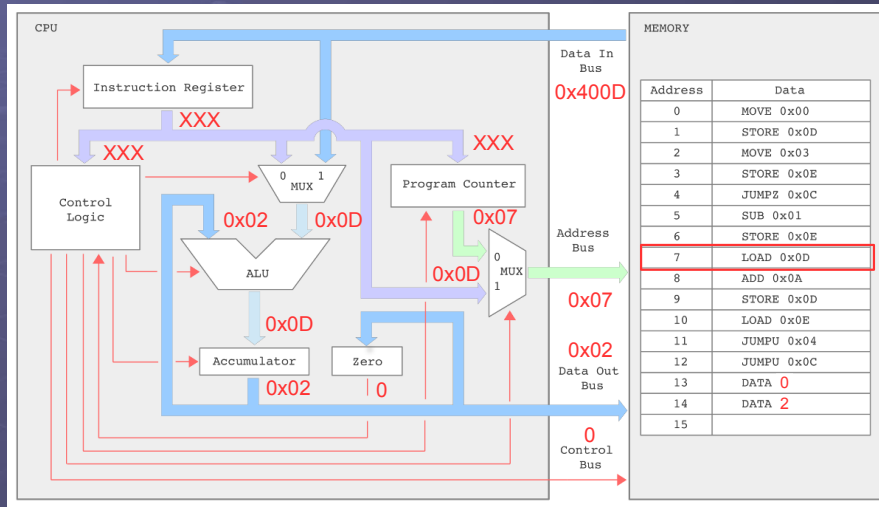 CPU
MEMORY
Data In
Bus
0x400D
Instruction Register
XXX
XXX
XXX
Control
Logic
0 1
MUX
Program Counter
0x02
0x0D
0x07
ALU
0x0D
0
MUX
1
Address
Bus
0x07
0x0D
Accumulator
Zero
0x02
0
0x02
Data Out
Bus
0
Control
Bus
Address Data
0 MOVE 0x00
1 STORE 0x0D
2 MOVE 0x03
3 STORE 0x0E
4 JUMPZ 0x0C
5 SUB 0x01
6 STORE 0x0E
7 LOAD 0x0D
8 ADD 0x0A
9 STORE 0x0D
10 LOAD 0x0E
11 JUMPU 0x04
12 JUMPU 0x0C
13 DATA 0
14 DATA 2
15